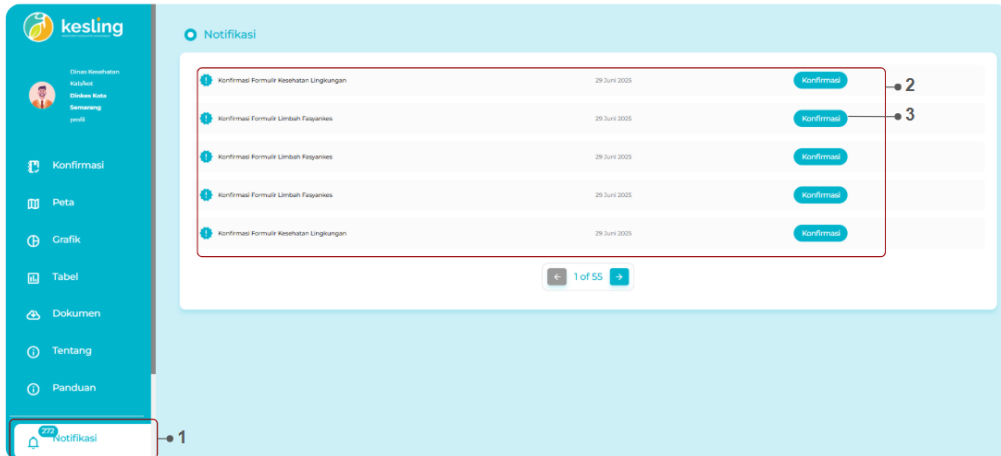 kesling
Dinas Kesehatan
Kab/kot
Dinkes Kota
Semarang
profil
Konfirmasi
Peta
Grafik
Tabel
Dokumen
Tentang
Panduan
272
Notifikasi
1
Notifikasi
Konfirmasi Formulir Kesehatan Lingkungan 29 Juni 2025 Konfirmasi
2
Konfirmasi Formulir Limbah Fasyankes 29 Juni 2025 Konfirmasi
3
Konfirmasi Formulir Limbah Fasyankes 29 Juni 2025 Konfirmasi
Konfirmasi Formulir Limbah Fasyankes 29 Juni 2025 Konfirmasi
Konfirmasi Formulir Kesehatan Lingkungan 29 Juni 2025 Konfirmasi
1 of 55